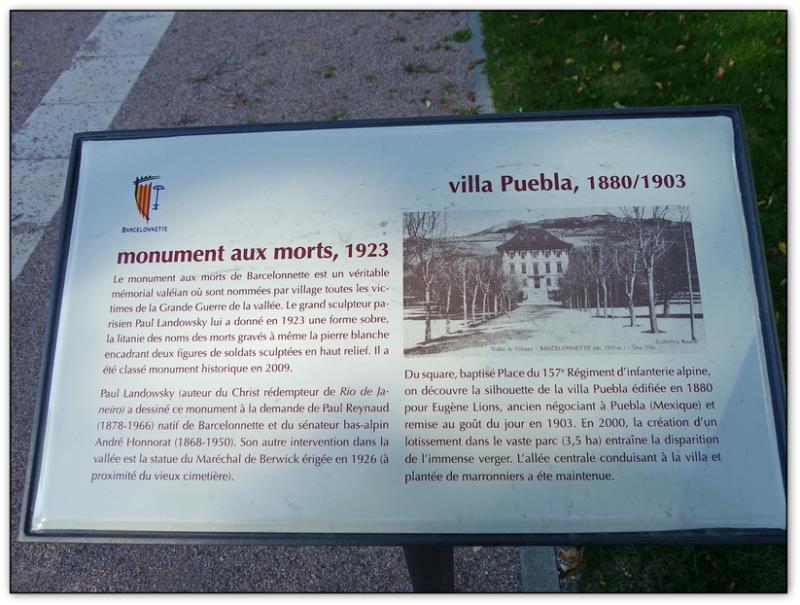 BARCELONNETTE
monument aux morts, 1923
Le monument aux morts de Barcelonnette est un véritable
mémorial valéian où sont nommées par village toutes les vic-
times de la Grande Guerre de la vallée. Le grand sculpteur pa-
risien Paul Landowsky lui a donné en 1923 une forme sobre,
la litanie des noms des morts gravés à même la pierre blanche
encadrant deux figures de soldats sculptées en haut relief. Il a
été classé monument historique en 2009.
Paul Landowsky (auteur du Christ rédempteur de Rio de Ja-
neiro) a dessiné ce monument à la demande de Paul Reynaud
(1878-1966) natif de Barcelonnette et du sénateur bas-alpin
André Honnorat (1868-1950). Son autre intervention dans la
vallée est la statue du Maréchal de Berwick érigée en 1926 (à
proximité du vieux cimetière).
villa Puebla, 1880/1903
Vallée de l'Ubaye - BARCELONNETTE Une Villa
Du square, baptisé Place du 157e Régiment d'infanterie alpine,
on découvre la silhouette de la villa Puebla édifiée en 1880
pour Eugène Lions, ancien négociant à Puebla (Mexique) et
remise au goût du jour en 1903. En 2000, la création d'un
lotissement dans le vaste parc (3,5 ha) entraîne la disparition
de l'immense verger. L'allée centrale conduisant à la villa et
plantée de marronniers a éte maintenue.